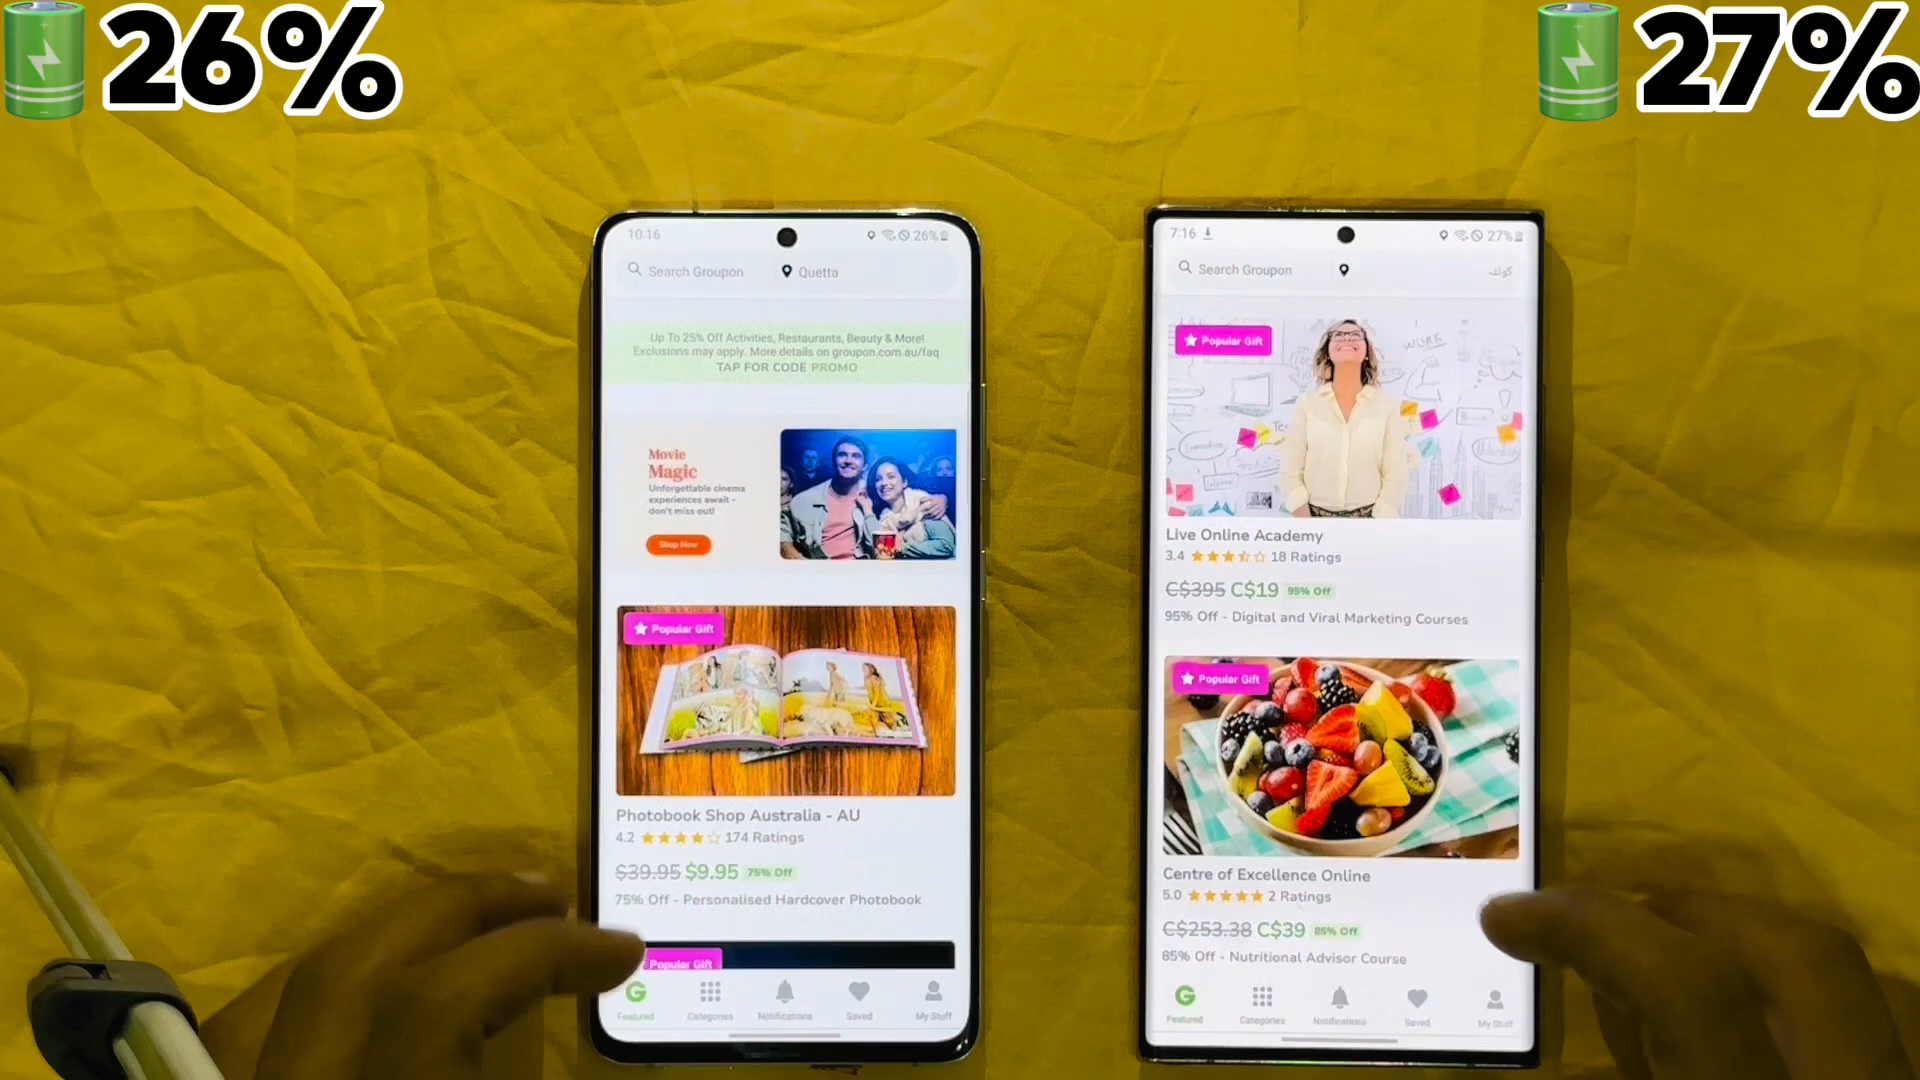 26%
27%
10:16
26%
Search Groupon
Quetta
Up To 25% Off Activities, Restaurants, Beauty & More!
Exclusions may apply. More details on groupon.com.au/faq
TAP FOR CODE PROMO
Movie
Magic
Unforgettable cinema
experiences await -
don't miss out!
Shop Now
Popular Gift
Photobook Shop Australia - AU
4.2 174 Ratings
$39.95 $9.95 75% Off
75% Off - Personalised Hardcover Photobook
Popular Gift
Featured
Categories
Notifications
Saved
My Stuff
7:16
27%
Search Groupon
كوئٹہ
Popular Gift
WORK
Live Online Academy
3.4 18 Ratings
C$395 C$19 95% Off
95% Off - Digital and Viral Marketing Courses
Popular Gift
Centre of Excellence Online
5.0 2 Ratings
C$253.38 C$39 85% Off
85% Off - Nutritional Advisor Course
Featured
Categories
Notifications
Saved
My Stuff